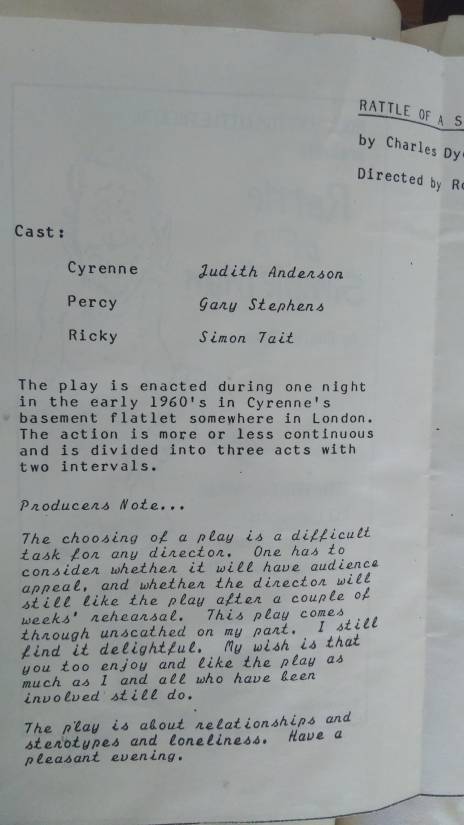 RATTLE OF A
by Charles
Directed by
Cast:
Cyrenne Judith Anderson
Percy Gary Stephens
Ricky Simon Tait
The play is enacted during one night
in the early 1960's in Cyrenne's
basement flatlet somewhere in London.
The action is more or less continuous
and is divided into three acts with
two intervals.
Producers Note...
The choosing of a play is a difficult
task for any director. One has to
consider whether it will have audience
appeal, and whether the director will
still like the play after a couple of
weeks' rehearsal. This play comes
through unscathed on my part. I still
find it delightful. My wish is that
you too enjoy and like the play as
much as I and all who have been
involved still do.
The play is about relationships and
sterotypes and loneliness. Have a
pleasant evening.